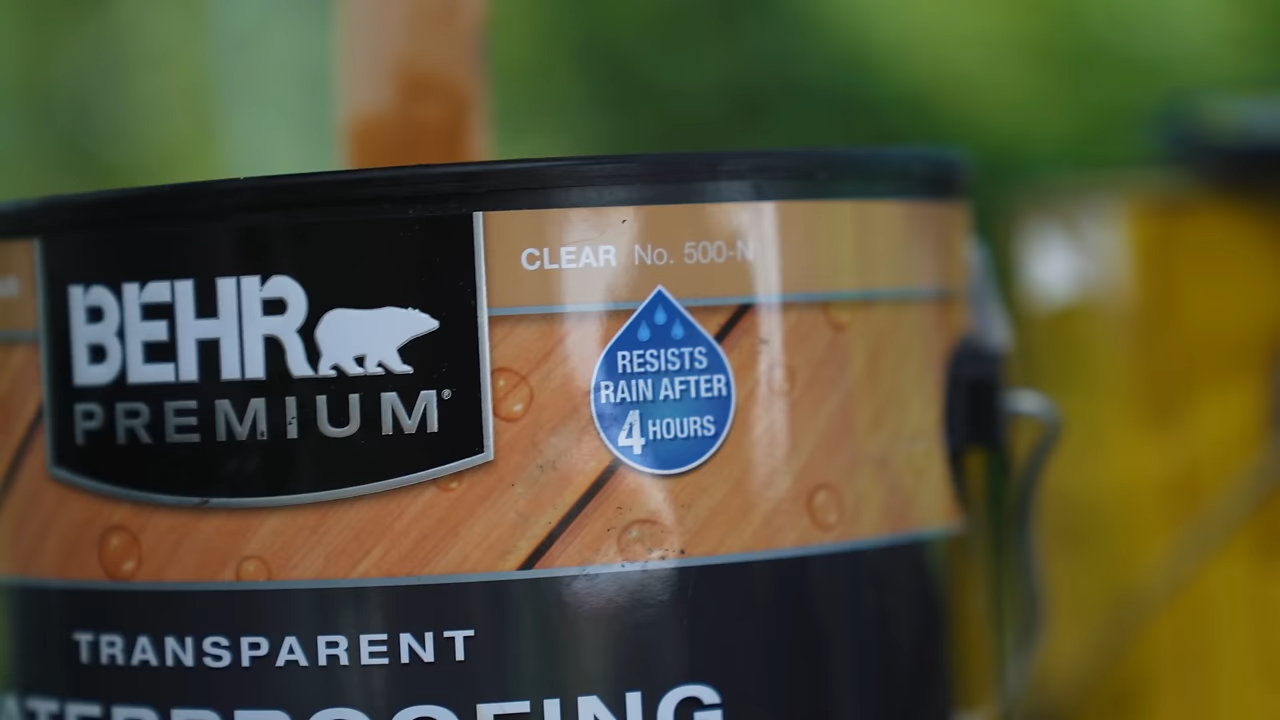 BEHR
PREMIUM®
CLEAR No. 500-N
RESISTS
RAIN AFTER
4 HOURS
TRANSPARENT